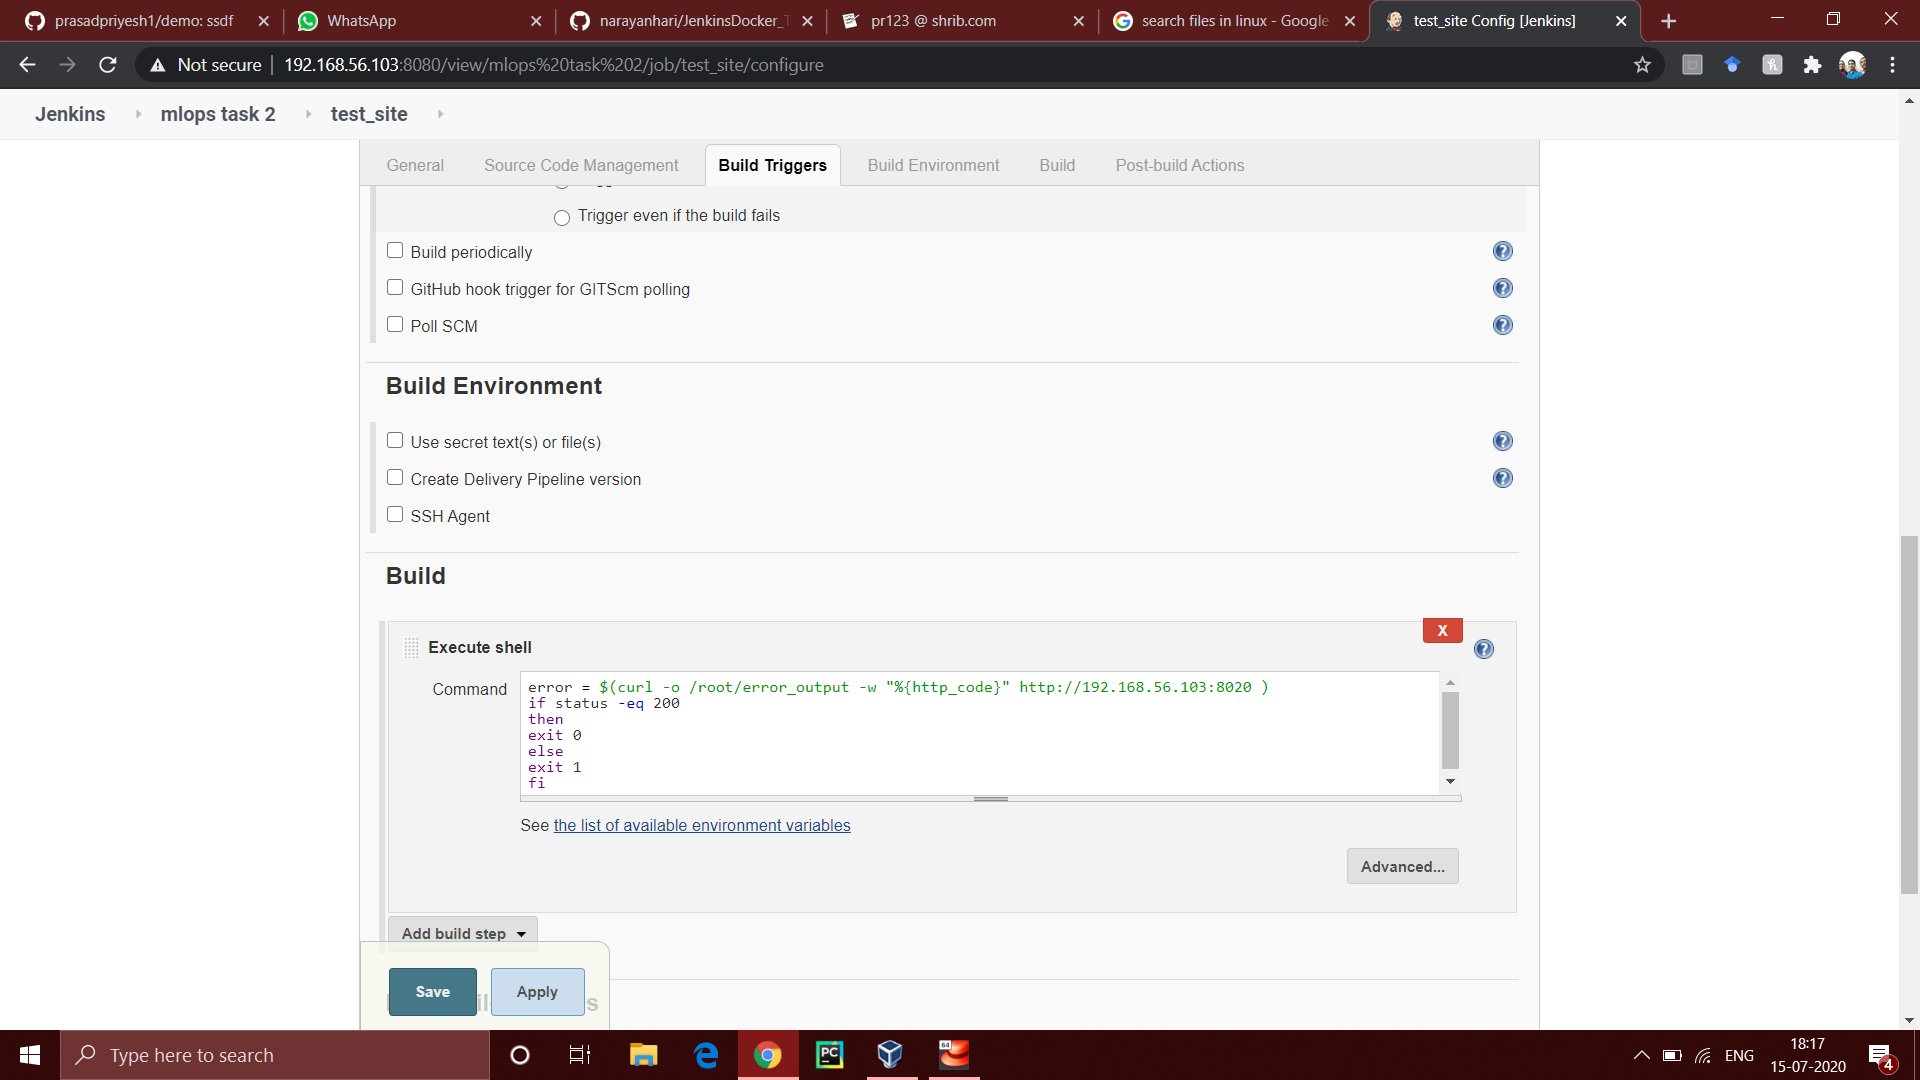 prasadpriyesh1/demo: ssdf
WhatsApp
narayanhari/JenkinsDocker_T
pr123 @ shrib.com
search files in linux - Google
test_site Config [Jenkins]
Not secure
192.168.56.103:8080/view/mlops%20task%202/job/test_site/configure
Jenkins
mlops task 2
test_site
General
Source Code Management
Build Triggers
Build Environment
Build
Post-build Actions
Trigger even if the build fails
Build periodically
GitHub hook trigger for GITScm polling
Poll SCM
Build Environment
Use secret text(s) or file(s)
Create Delivery Pipeline version
SSH Agent
Build
X
Execute shell
Command
error = $(curl -o /root/error_output -w "%{http_code}" http://192.168.56.103:8020 )
if status -eq 200
then
exit 0
else
exit 1
fi
See the list of available environment variables
Advanced...
Add build step
Save
Apply
Type here to search
PC
64
ENG
18:17
15-07-2020
4